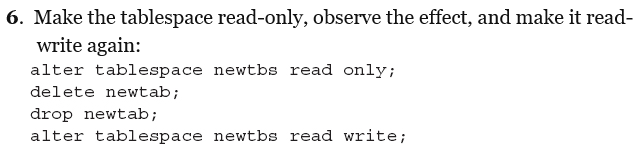 6. Make the tablespace read-only, observe the effect, and make it read-
write again:
alter tablespace newtbs read only;
delete newtab;
drop newtab;
alter tablespace newtbs read write;